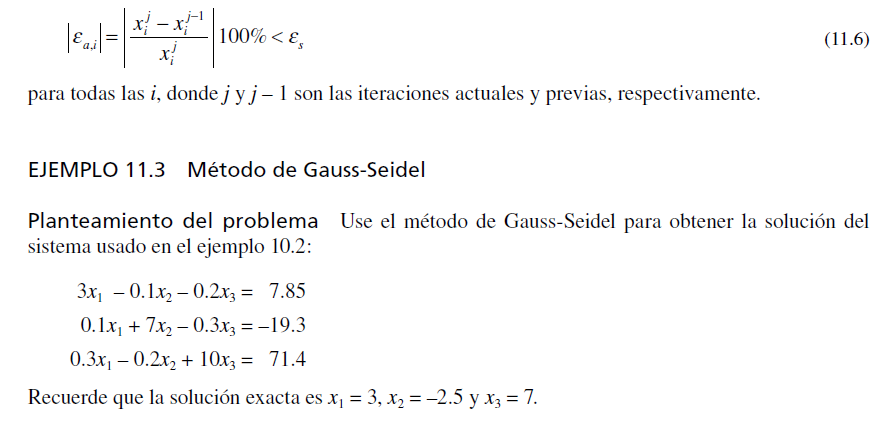 |ε_{a,i}| = |(x_i^j − x_i^{j−1}) / x_i^j| 100% < ε_s (11.6)
para todas las i, donde j y j – 1 son las iteraciones actuales y previas, respectivamente.
EJEMPLO 11.3 Método de Gauss-Seidel
Planteamiento del problema Use el método de Gauss-Seidel para obtener la solución del
sistema usado en el ejemplo 10.2:
3x₁ – 0.1x₂ – 0.2x₃ = 7.85
0.1x₁ + 7x₂ – 0.3x₃ = –19.3
0.3x₁ – 0.2x₂ + 10x₃ = 71.4
Recuerde que la solución exacta es x₁ = 3, x₂ = –2.5 y x₃ = 7.